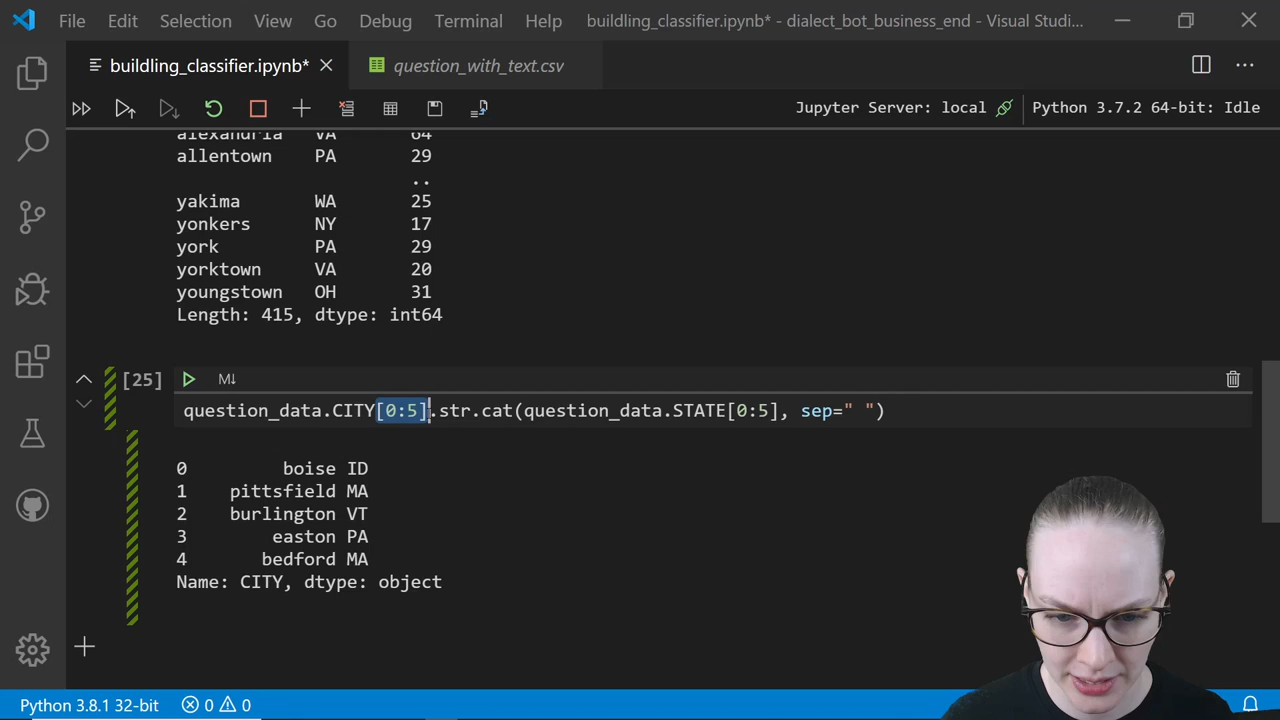 File Edit Selection View Go Debug Terminal Help buildling_classifier.ipynb* - dialect_bot_business_end - Visual Studi...
buildling_classifier.ipynb* question_with_text.csv
Jupyter Server: local Python 3.7.2 64-bit: Idle
alexandria VA 64
allentown PA 29
..
yakima WA 25
yonkers NY 17
york PA 29
yorktown VA 20
youngstown OH 31
Length: 415, dtype: int64
[25] M↓
question_data.CITY[0:5].str.cat(question_data.STATE[0:5], sep=" ")
0 boise ID
1 pittsfield MA
2 burlington VT
3 easton PA
4 bedford MA
Name: CITY, dtype: object
Python 3.8.1 32-bit 0 0